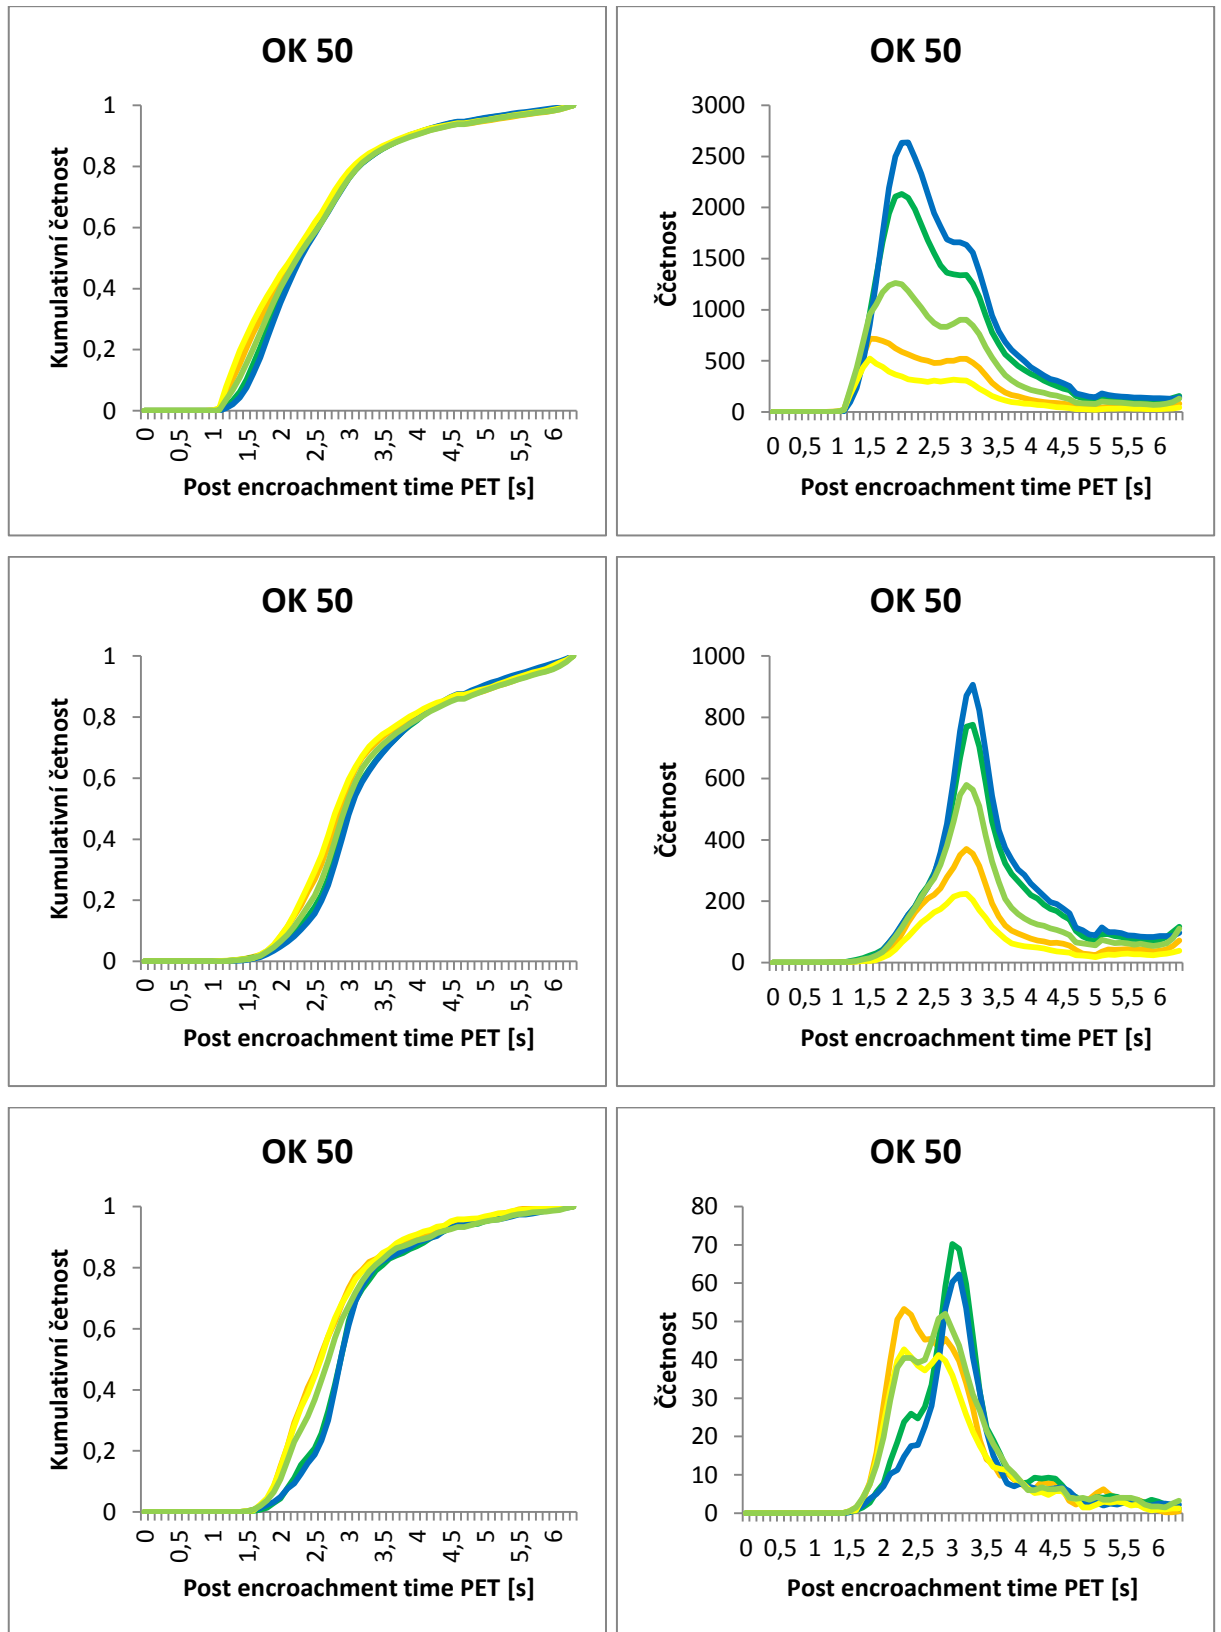 OK 50
1
0,8
0,6
0,4
0,2
0
Kumulativní četnost
0 0,5 1 1,5 2 2,5 3 3,5 4 4,5 5 5,5 6
Post encroachment time PET [s]
OK 50
3000
2500
2000
1500
1000
500
0
Ččetnost
0 0,5 1 1,5 2 2,5 3 3,5 4 4,5 5 5,5 6
Post encroachment time PET [s]
OK 50
1
0,8
0,6
0,4
0,2
0
Kumulativní četnost
0 0,5 1 1,5 2 2,5 3 3,5 4 4,5 5 5,5 6
Post encroachment time PET [s]
OK 50
1000
800
600
400
200
0
Ččetnost
0 0,5 1 1,5 2 2,5 3 3,5 4 4,5 5 5,5 6
Post encroachment time PET [s]
OK 50
1
0,8
0,6
0,4
0,2
0
Kumulativní četnost
0 0,5 1 1,5 2 2,5 3 3,5 4 4,5 5 5,5 6
Post encroachment time PET [s]
OK 50
80
70
60
50
40
30
20
10
0
Ččetnost
0 0,5 1 1,5 2 2,5 3 3,5 4 4,5 5 5,5 6
Post encroachment time PET [s]